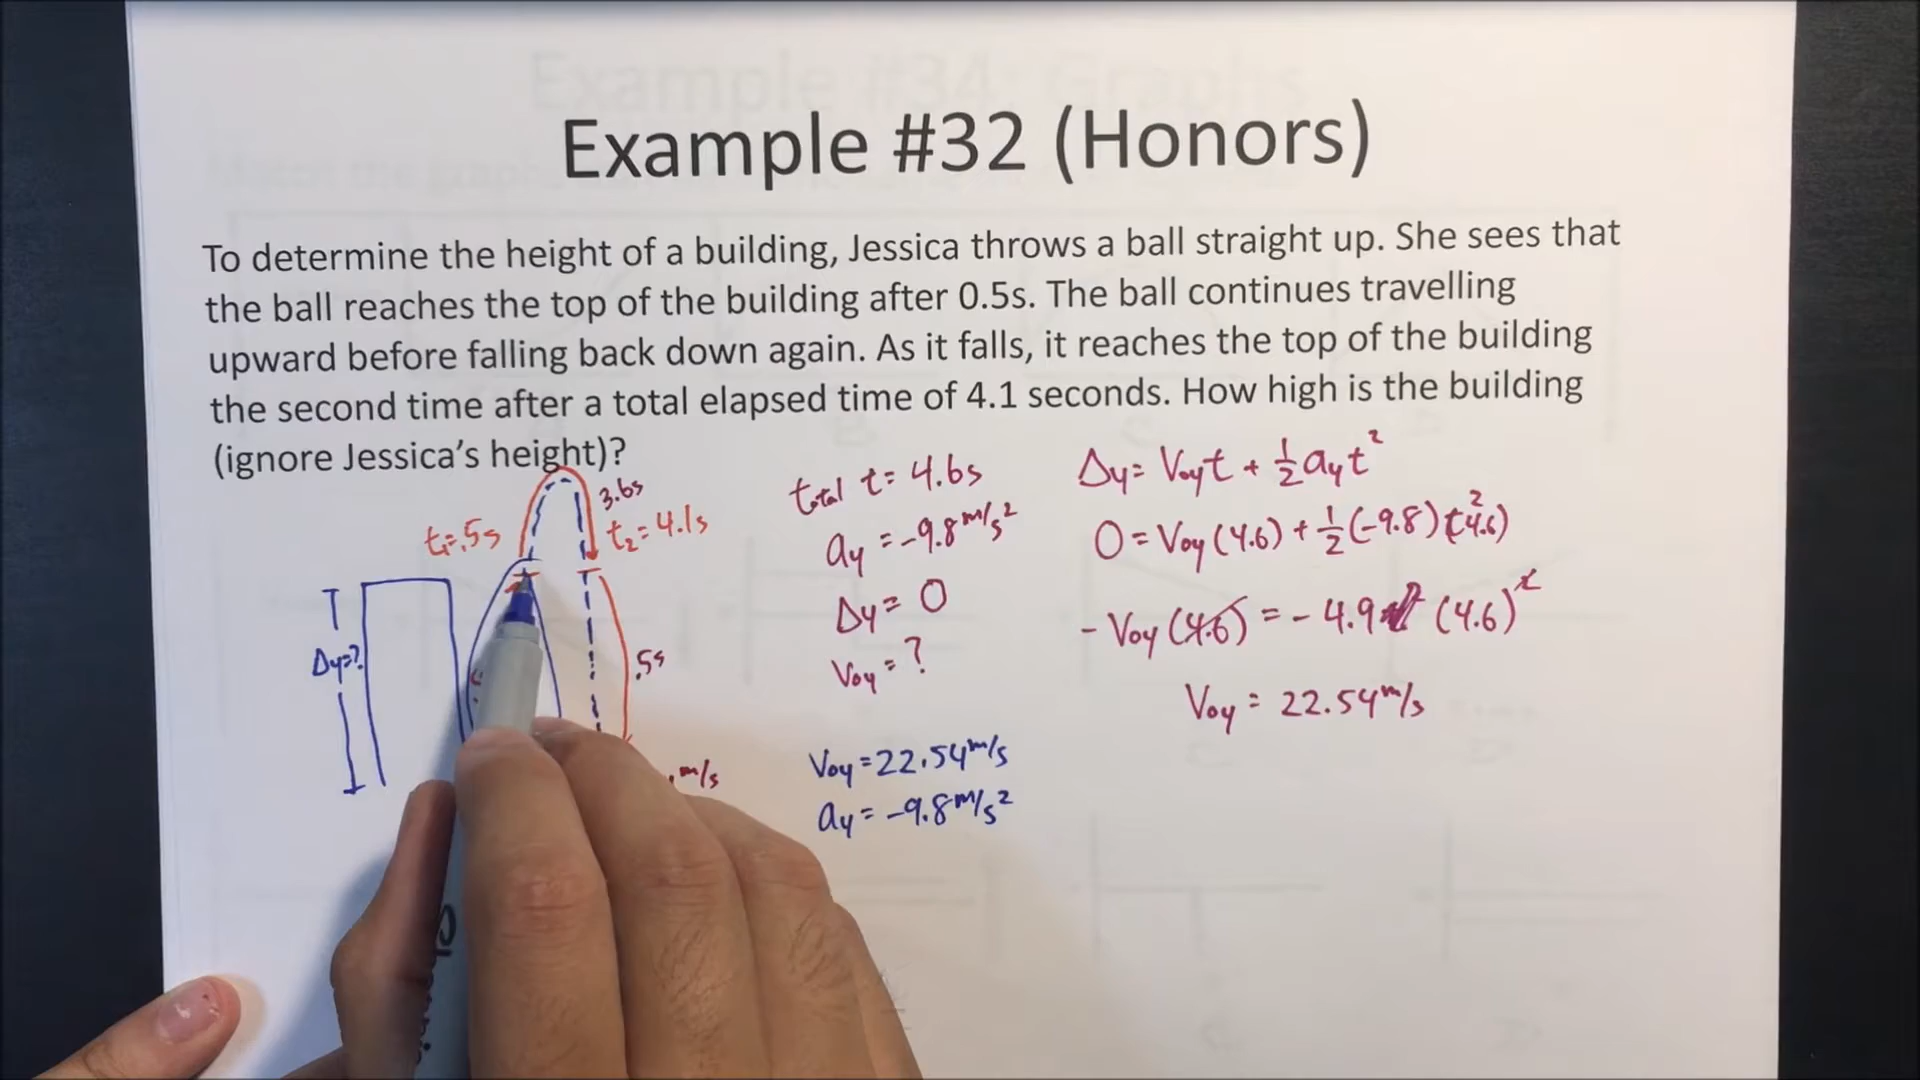 Example #32 (Honors)
To determine the height of a building, Jessica throws a ball straight up. She sees that
the ball reaches the top of the building after 0.5s. The ball continues travelling
upward before falling back down again. As it falls, it reaches the top of the building
the second time after a total elapsed time of 4.1 seconds. How high is the building
(ignore Jessica's height)?
t₁=.5s
3.6s
t₂=4.1s
Δy=?
.5s
m/s
total t=4.6s
ay=-9.8m/s²
Δy=0
Voy=?
Voy=22.54m/s
ay=-9.8m/s²
Δy=Voyt+½ayt²
0=Voy(4.6)+½(-9.8)(4.6)²
-Voy(4.6)=-4.9(4.6)²
Voy=22.54m/s